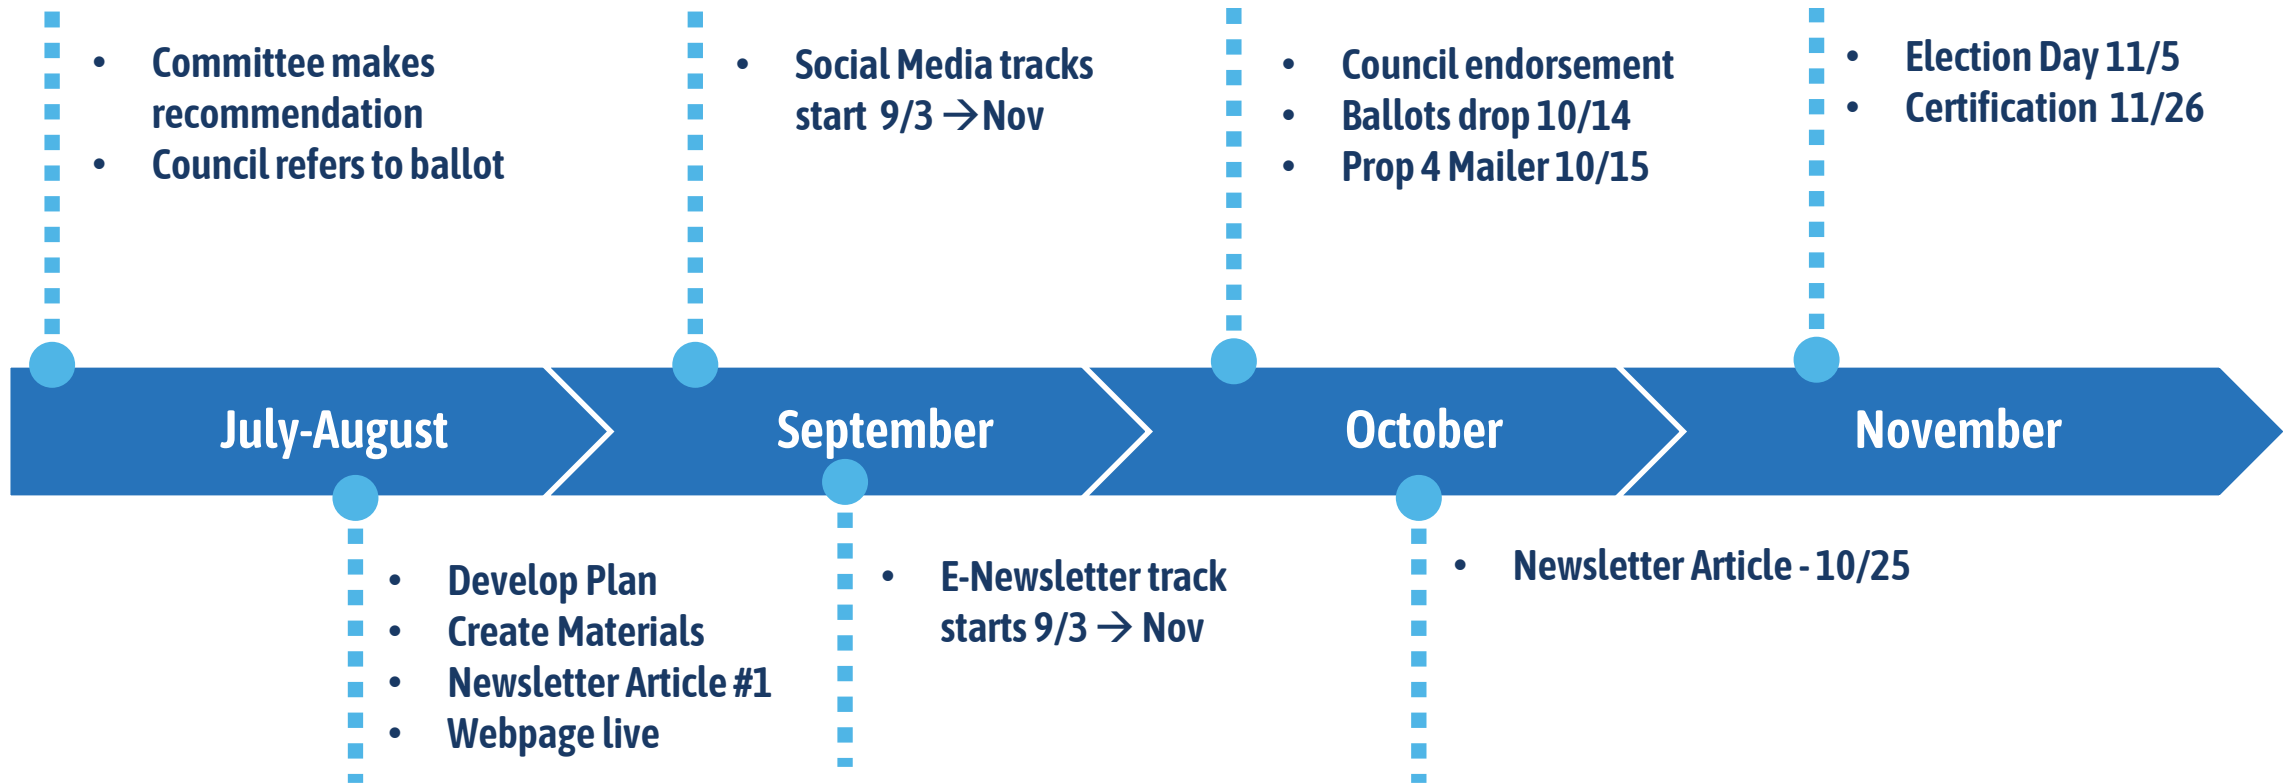 • Committee makes
recommendation
• Council refers to ballot
• Social Media tracks
start 9/3 → Nov
• Council endorsement
• Ballots drop 10/14
• Prop 4 Mailer 10/15
• Election Day 11/5
• Certification 11/26
July-August
September
October
November
• Develop Plan
• Create Materials
• Newsletter Article #1
• Webpage live
• E-Newsletter track
starts 9/3 → Nov
• Newsletter Article - 10/25